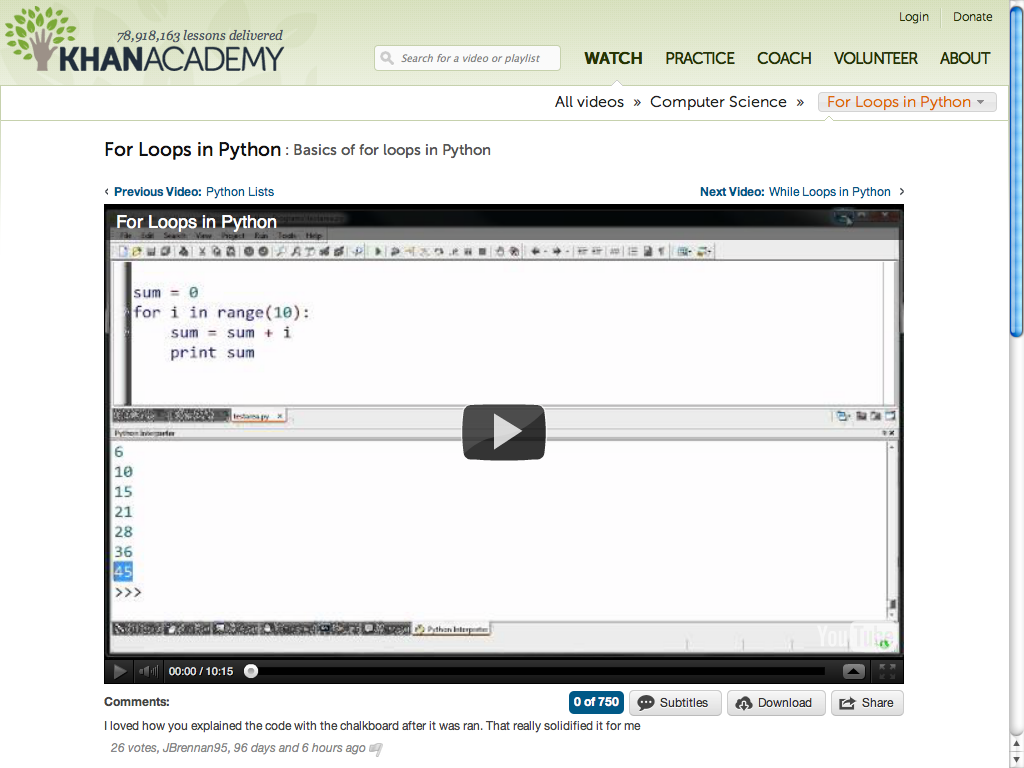 Login Donate
78,918,163 lessons delivered
KHANACADEMY
Search for a video or playlist
WATCH PRACTICE COACH VOLUNTEER ABOUT
All videos » Computer Science » For Loops in Python
For Loops in Python : Basics of for loops in Python
‹ Previous Video: Python Lists
Next Video: While Loops in Python ›
For Loops in Python
File Edit Search View Project Run Tools Help
sum = 0
for i in range(10):
sum = sum + i
print sum
testarea.py
Python Interpreter
6
10
15
21
28
36
45
>>>
Python Interpreter
YouTube
00:00 / 10:15
Comments:
0 of 750 Subtitles Download Share
I loved how you explained the code with the chalkboard after it was ran. That really solidified it for me
26 votes, JBrennan95, 96 days and 6 hours ago